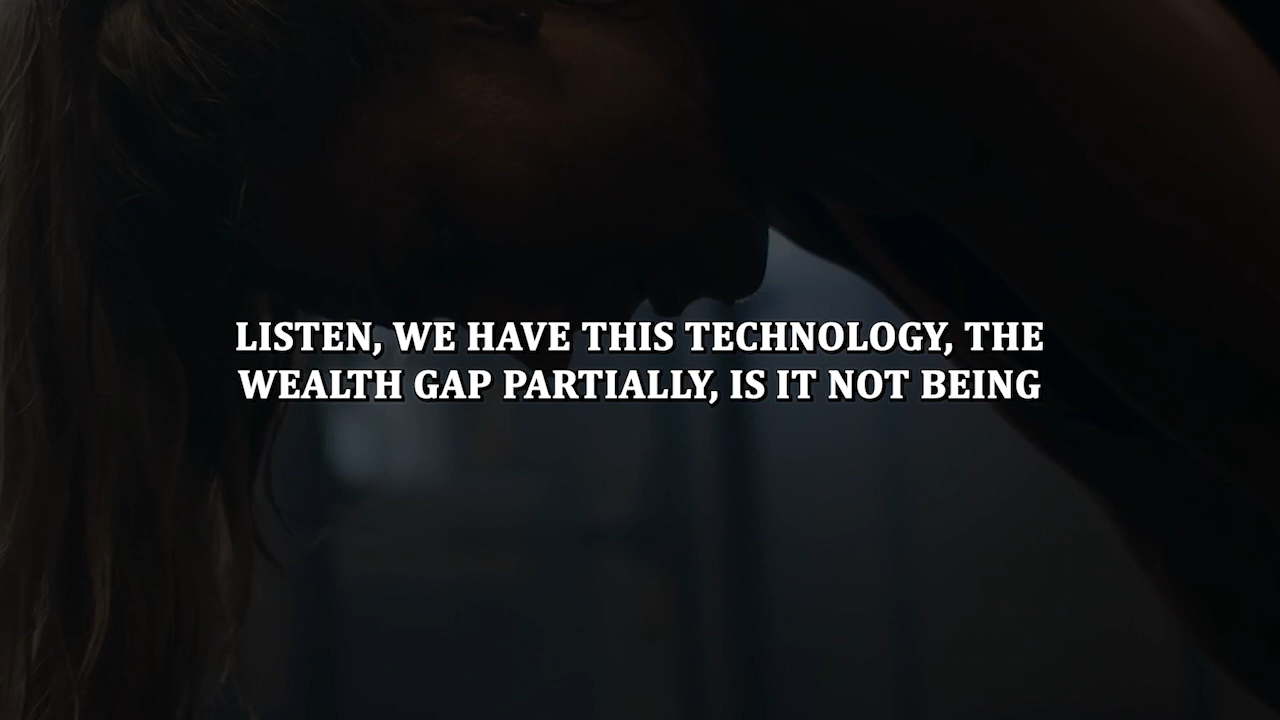 LISTEN, WE HAVE THIS TECHNOLOGY, THE
WEALTH GAP PARTIALLY, IS IT NOT BEING